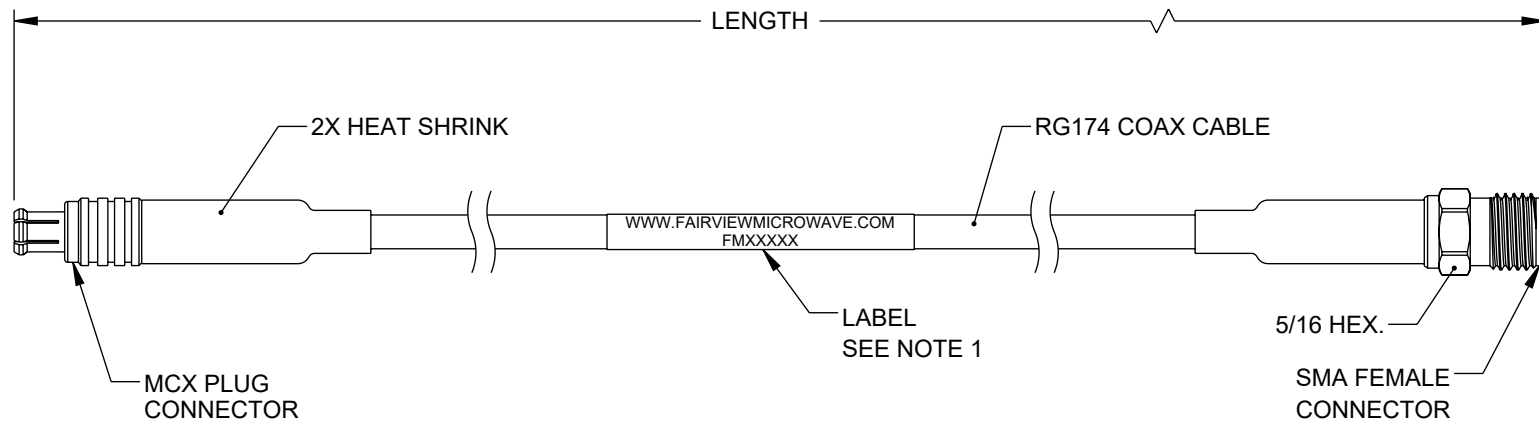 LENGTH
2X HEAT SHRINK
RG174 COAX CABLE
WWW.FAIRVIEWMICROWAVE.COM
FMXXXXX
LABEL
SEE NOTE 1
5/16 HEX.
MCX PLUG
CONNECTOR
SMA FEMALE
CONNECTOR